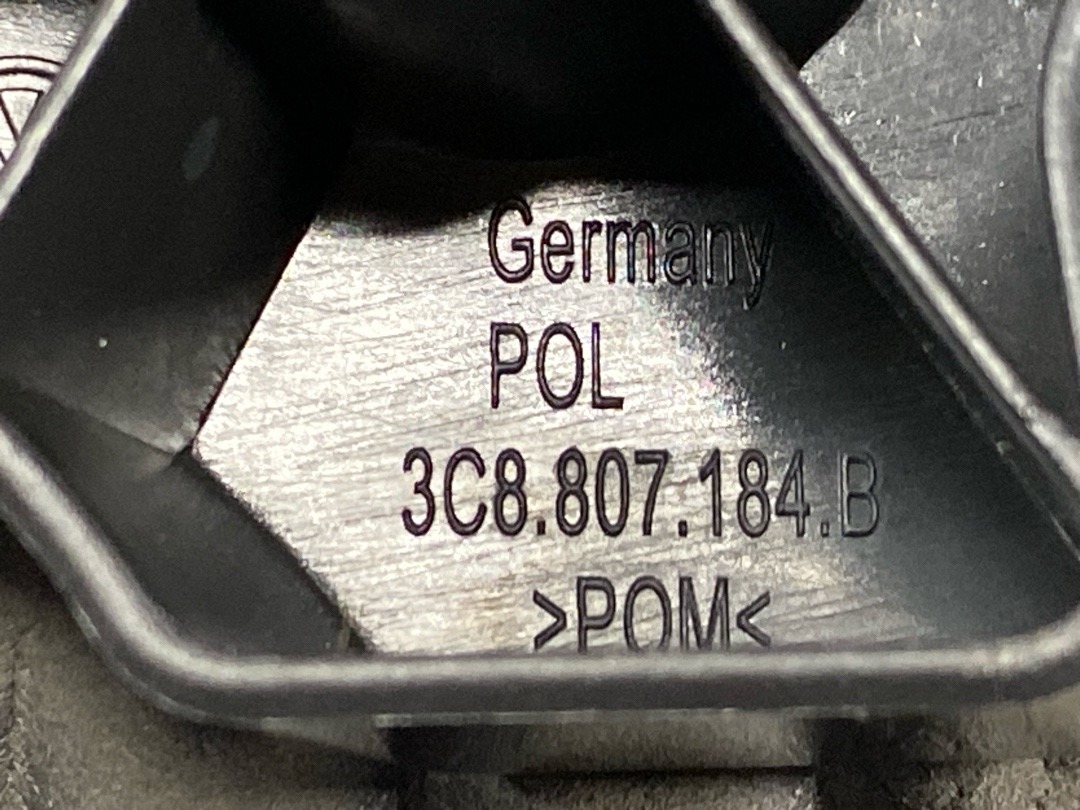 Germany
POL
3C8.807.184.B
>POM<